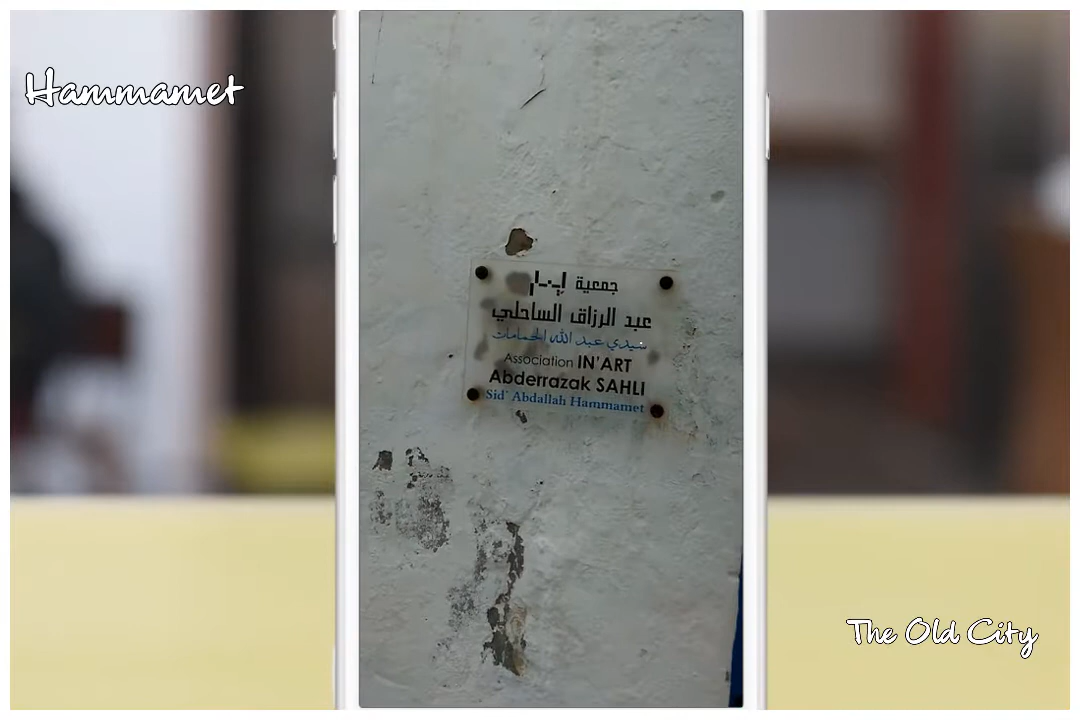 Hammamet
جمعية إينار
عبد الرزاق الساحلي
سيدي عبد الله الحمامات
Association IN'ART
Abderrazak SAHLI
Sid' Abdallah Hammamet
The Old City